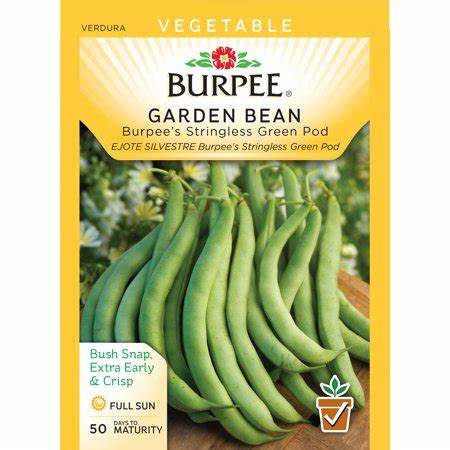 VERDURA
VEGETABLE
BURPEE®
GARDEN BEAN
Burpee's Stringless Green Pod
EJOTE SILVESTRE Burpee's Stringless Green Pod
Bush Snap,
Extra Early
& Crisp
FULL SUN
50 DAYS TO
MATURITY